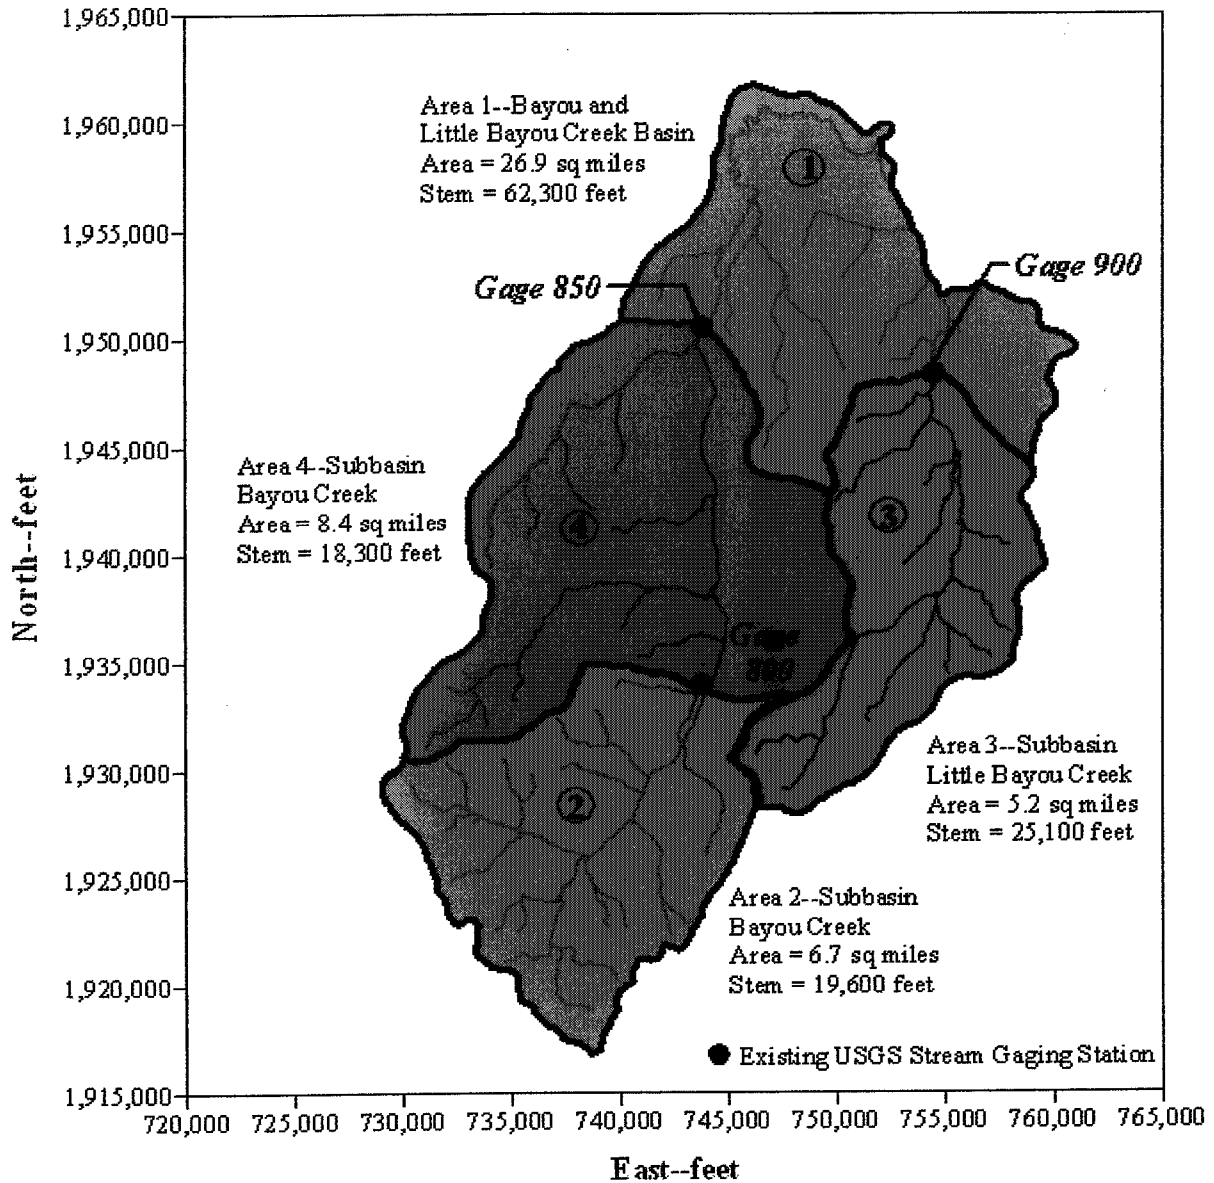 1,965,000
1,960,000
1,955,000
1,950,000
1,945,000
1,940,000
1,935,000
1,930,000
1,925,000
1,920,000
1,915,000
North--feet
720,000 725,000 730,000 735,000 740,000 745,000 750,000 755,000 760,000 765,000
East--feet
Area 1--Bayou and
Little Bayou Creek Basin
Area = 26.9 sq miles
Stem = 62,300 feet
1
Gage 850
Gage 900
Area 4--Subbasin
Bayou Creek
Area = 8.4 sq miles
Stem = 18,300 feet
4
3
Gage
2
Area 3--Subbasin
Little Bayou Creek
Area = 5.2 sq miles
Stem = 25,100 feet
Area 2--Subbasin
Bayou Creek
Area = 6.7 sq miles
Stem = 19,600 feet
Existing USGS Stream Gaging Station